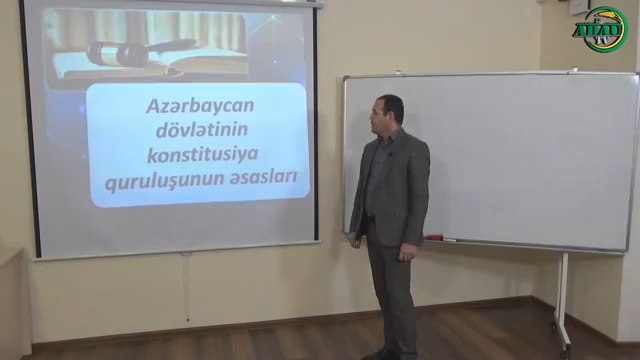 Azərbaycan
dövlətinin
konstitusiya
quruluşunun əsasları
ADAU